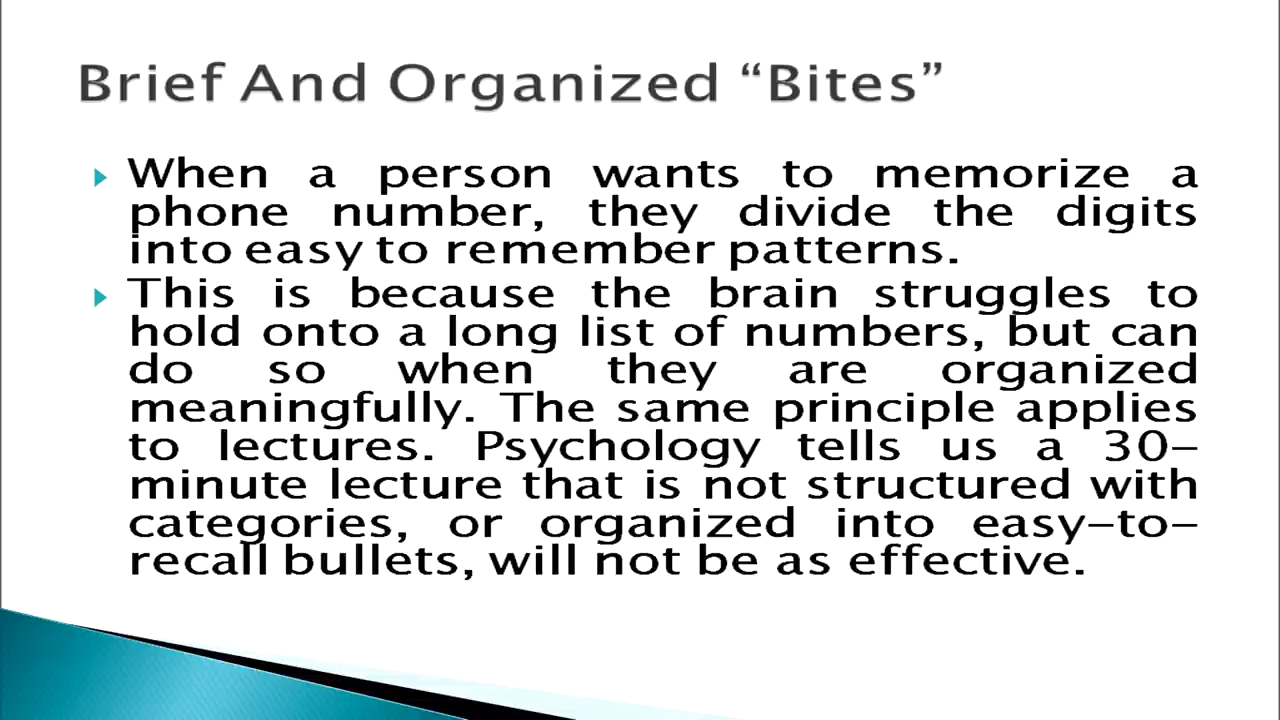 Brief And Organized “Bites”
When a person wants to memorize a
phone number, they divide the digits
into easy to remember patterns.
This is because the brain struggles to
hold onto a long list of numbers, but can
do so when they are organized
meaningfully. The same principle applies
to lectures. Psychology tells us a 30-
minute lecture that is not structured with
categories, or organized into easy-to-
recall bullets, will not be as effective.